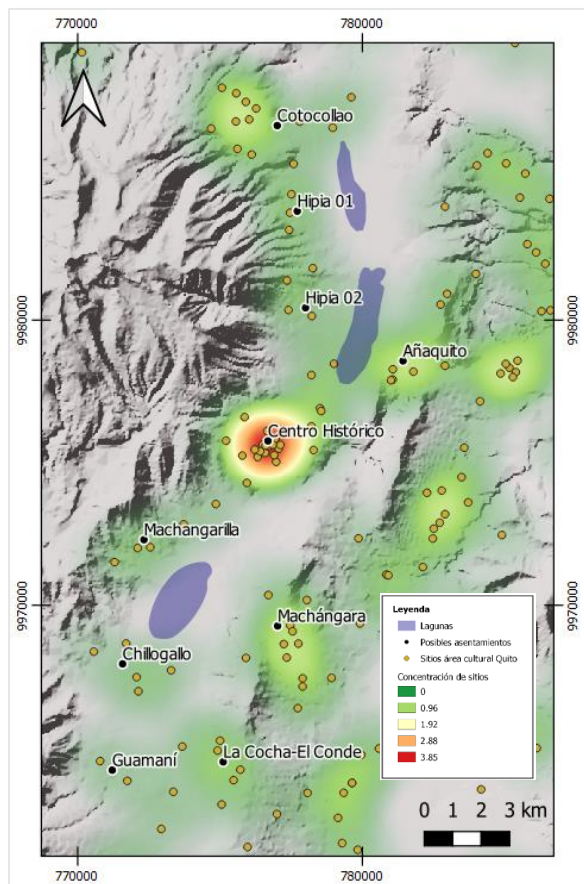 770000 780000
Cotocollao
Hipia 01
Hipia 02
9980000 9980000
Añaquito
Centro Histórico
Machangarilla
9970000 9970000
Machángara
Chillogallo
La Cocha-El Conde
Guamaní
Leyenda
Lagunas
Posibles asentamientos
Sitios área cultural Quito
Concentración de sitios
0
0.96
1.92
2.88
3.85
0 1 2 3 km
770000 780000